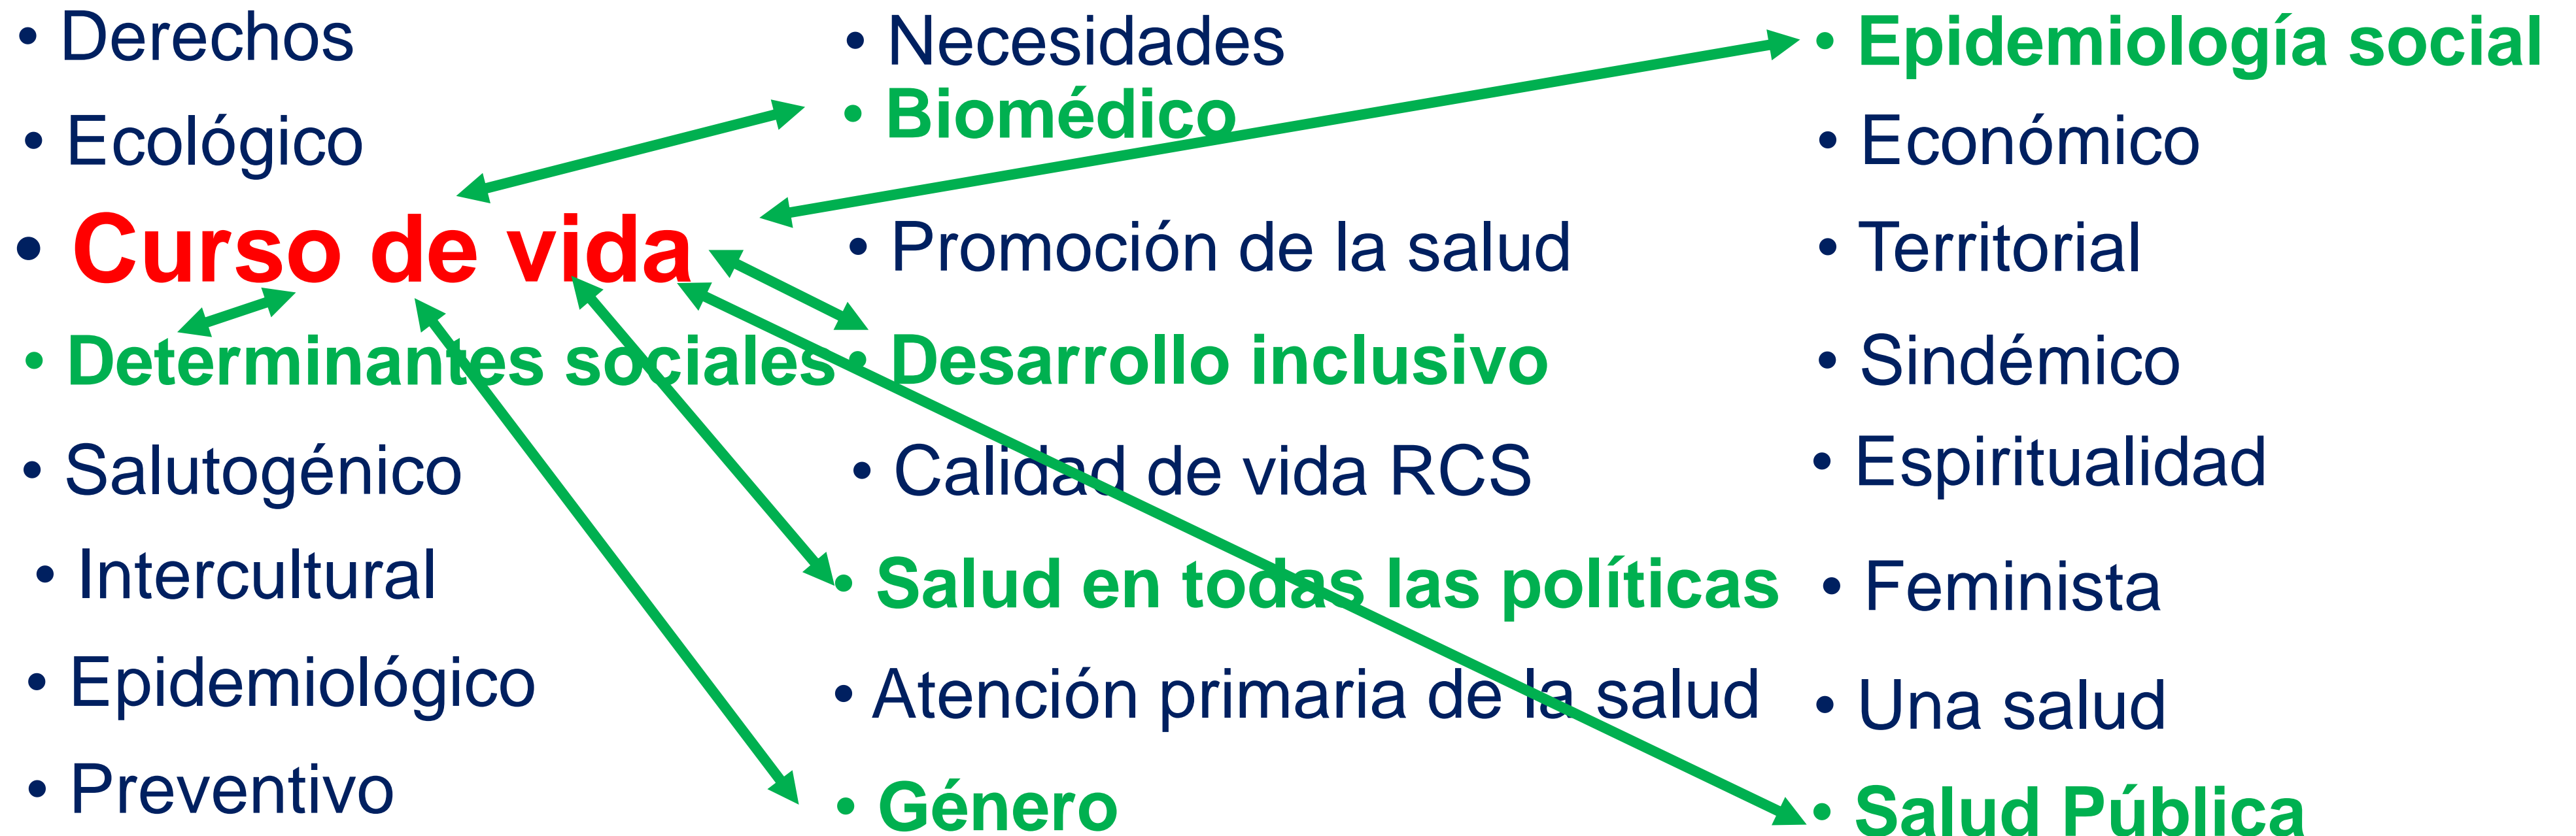 • Derechos
• Ecológico
• Curso de vida
• Determinantes sociales
• Salutogénico
• Intercultural
• Epidemiológico
• Preventivo
• Necesidades
• Biomédico
• Promoción de la salud
• Desarrollo inclusivo
• Calidad de vida RCS
• Salud en todas las políticas
• Atención primaria de la salud
• Género
• Epidemiología social
• Económico
• Territorial
• Sindémico
• Espiritualidad
• Feminista
• Una salud
• Salud Pública